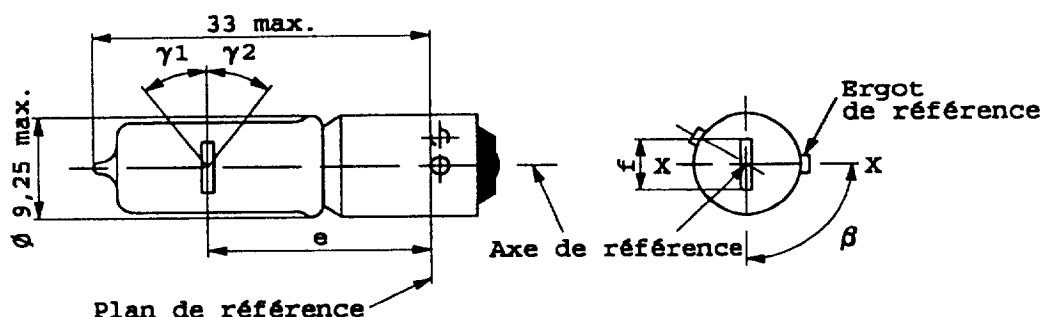 33 max.
γ1 γ2
Ø 9,25 max.
e
Plan de référence
Axe de référence
f
X X
Ergot
de référence
β